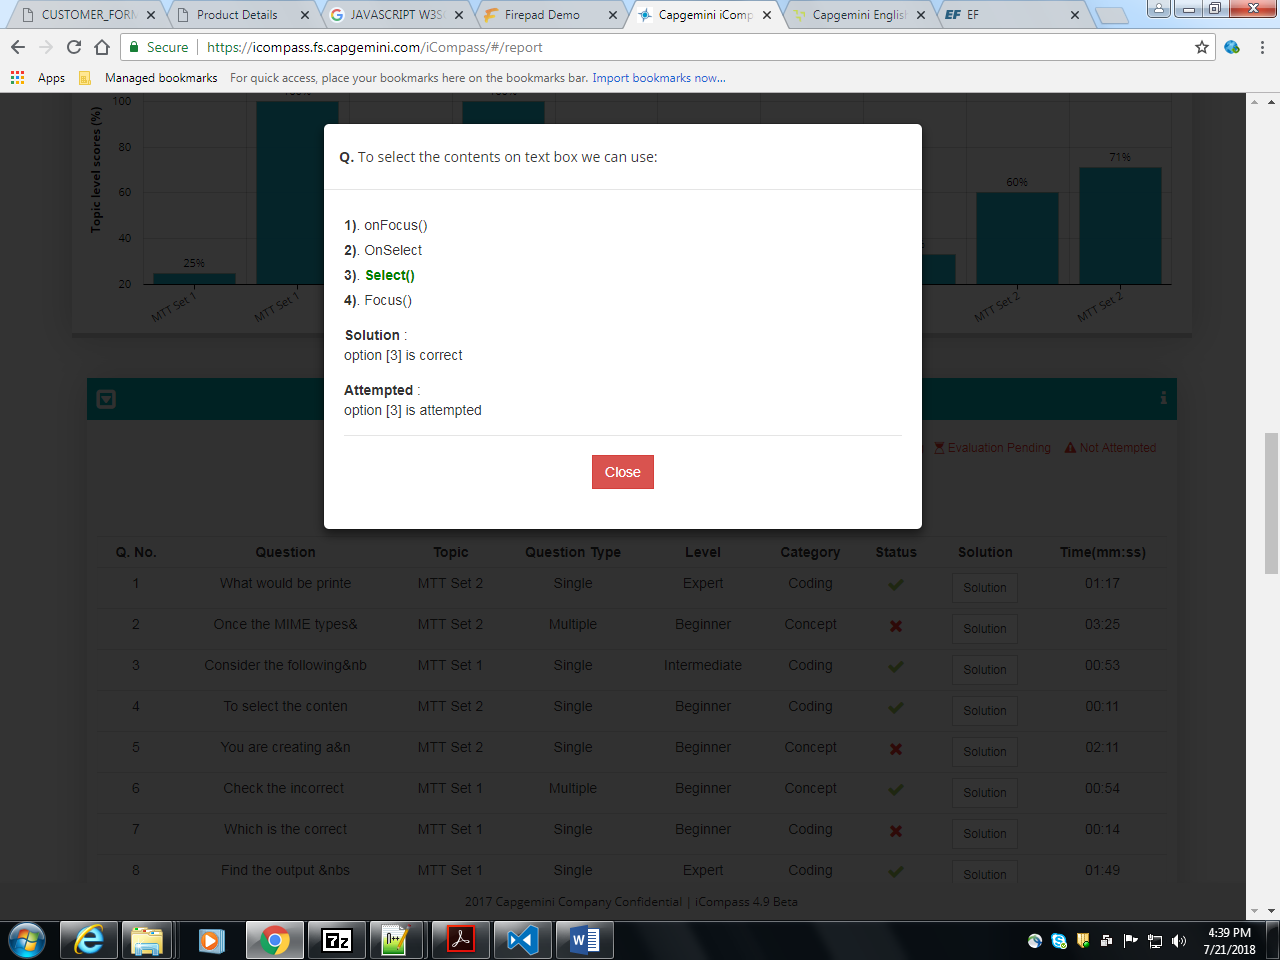 CUSTOMER_FORM
Product Details
JAVASCRIPT W3S
Firepad Demo
Capgemini iComp
Capgemini English
EF EF
Secure https://icompass.fs.capgemini.com/iCompass/#/report
Apps Managed bookmarks For quick access, place your bookmarks here on the bookmarks bar. Import bookmarks now...
Topic level scores (%)
100
80
60
40
20
25%
60%
71%
MTT Set 1
MTT Set 1
MTT Set 2
MTT Set 2
Q. To select the contents on text box we can use:
1). onFocus()
2). OnSelect
3). Select()
4). Focus()
Solution :
option [3] is correct
Attempted :
option [3] is attempted
Close
Evaluation Pending Not Attempted
Q. No. Question Topic Question Type Level Category Status Solution Time(mm:ss)
1 What would be printe MTT Set 2 Single Expert Coding Solution 01:17
2 Once the MIME types& MTT Set 2 Multiple Beginner Concept Solution 03:25
3 Consider the following&nb MTT Set 1 Single Intermediate Coding Solution 00:53
4 To select the conten MTT Set 2 Single Beginner Coding Solution 00:11
5 You are creating a&n MTT Set 2 Single Beginner Concept Solution 02:11
6 Check the incorrect MTT Set 1 Multiple Beginner Concept Solution 00:54
7 Which is the correct MTT Set 1 Single Beginner Coding Solution 00:14
8 Find the output &nbs MTT Set 1 Single Expert Coding Solution 01:49
2017 Capgemini Company Confidential | iCompass 4.9 Beta
4:39 PM
7/21/2018